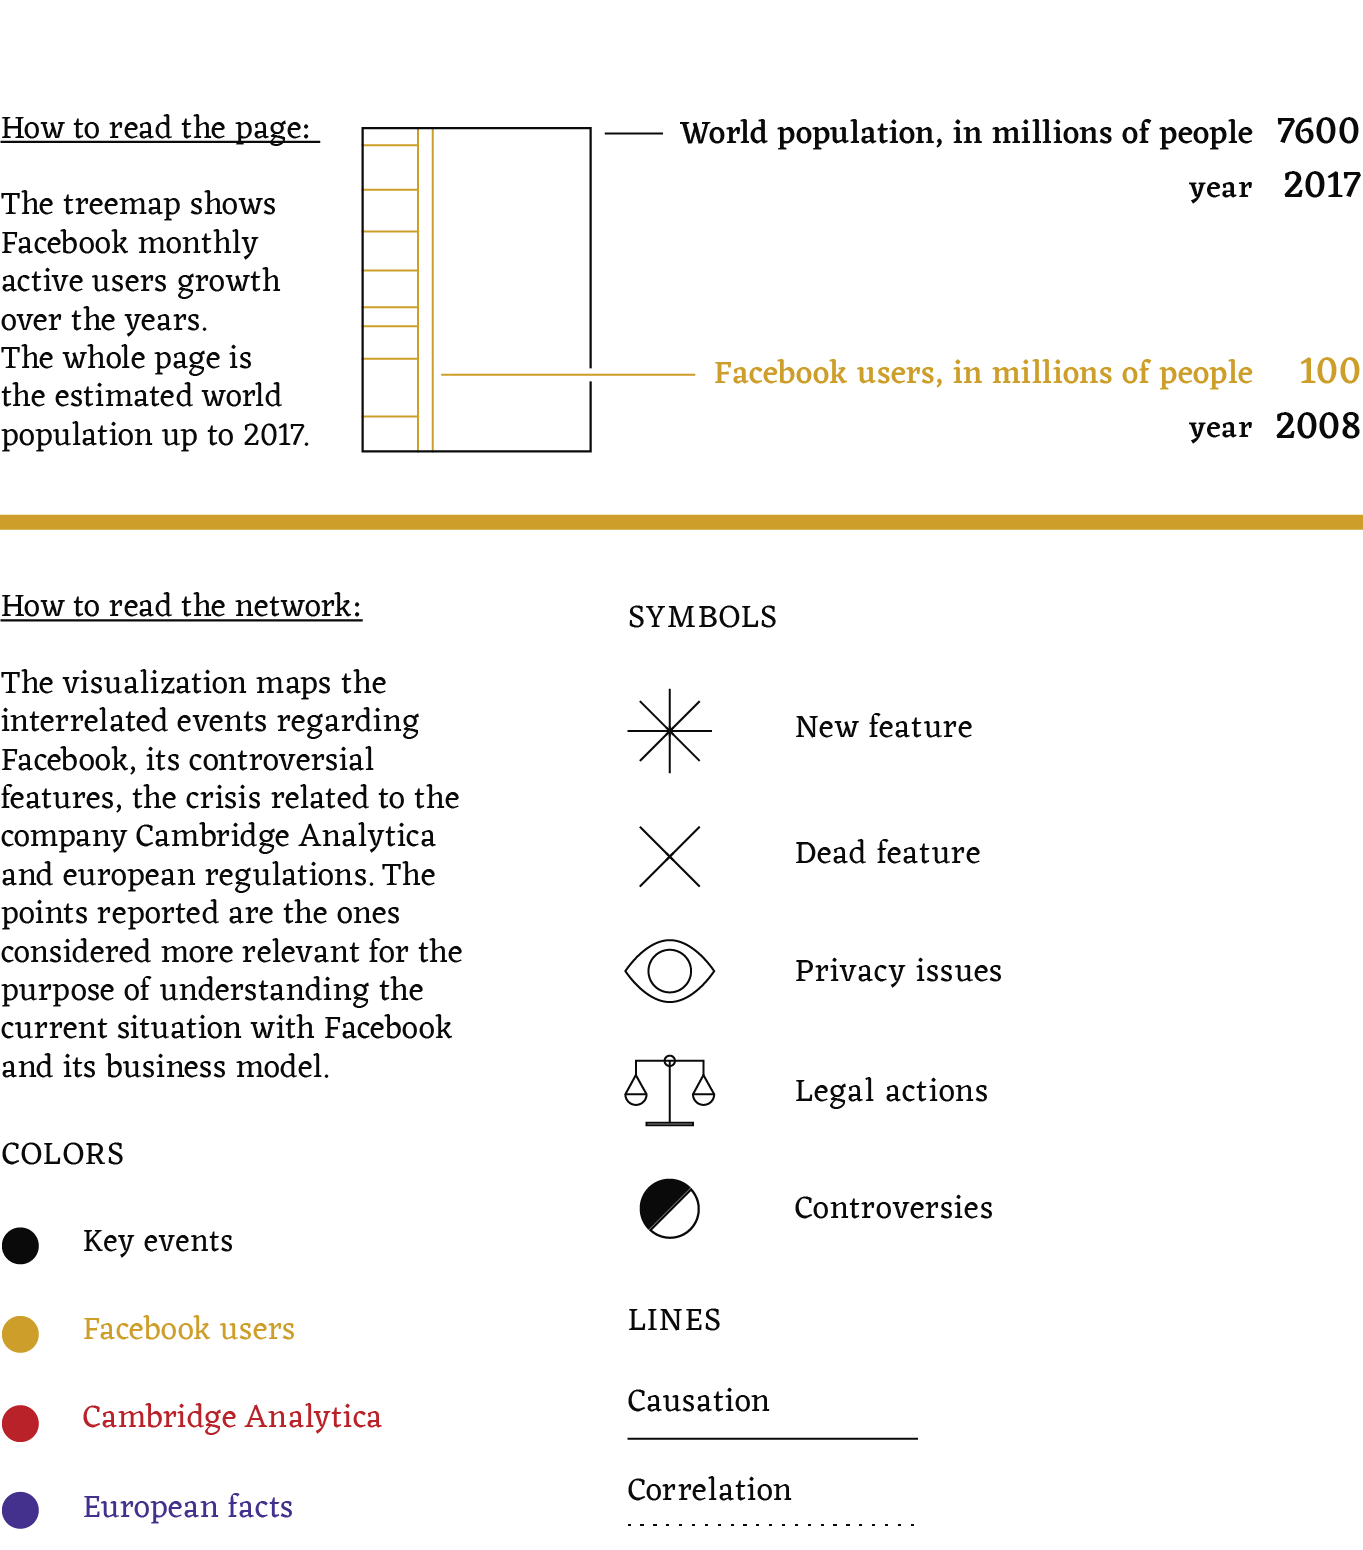 How to read the page:
The treemap shows
Facebook monthly
active users growth
over the years.
The whole page is
the estimated world
population up to 2017.
World population, in millions of people 7600
year 2017
Facebook users, in millions of people 100
year 2008
How to read the network:
The visualization maps the
interrelated events regarding
Facebook, its controversial
features, the crisis related to the
company Cambridge Analytica
and european regulations. The
points reported are the ones
considered more relevant for the
purpose of understanding the
current situation with Facebook
and its business model.
COLORS
Key events
Facebook users
Cambridge Analytica
European facts
SYMBOLS
New feature
Dead feature
Privacy issues
Legal actions
Controversies
LINES
Causation
Correlation